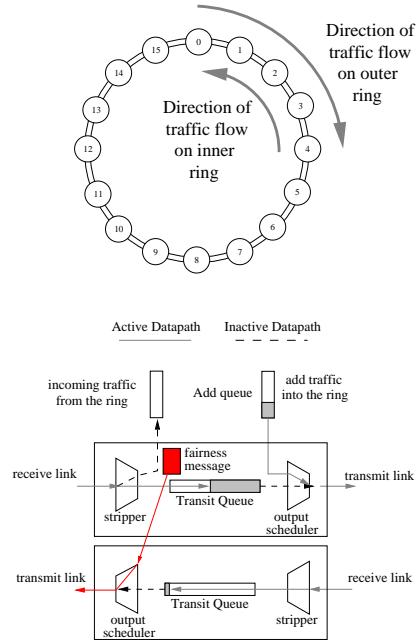 0
1
2
3
4
5
6
7
8
9
10
11
12
13
14
15
Direction of
traffic flow
on outer
ring
Direction of
traffic flow
on inner
ring
Active Datapath
Inactive Datapath
incoming traffic
from the ring
Add queue
add traffic
into the ring
fairness
message
receive link
transmit link
Transit Queue
stripper
output
scheduler
transmit link
receive link
Transit Queue
output
scheduler
stripper